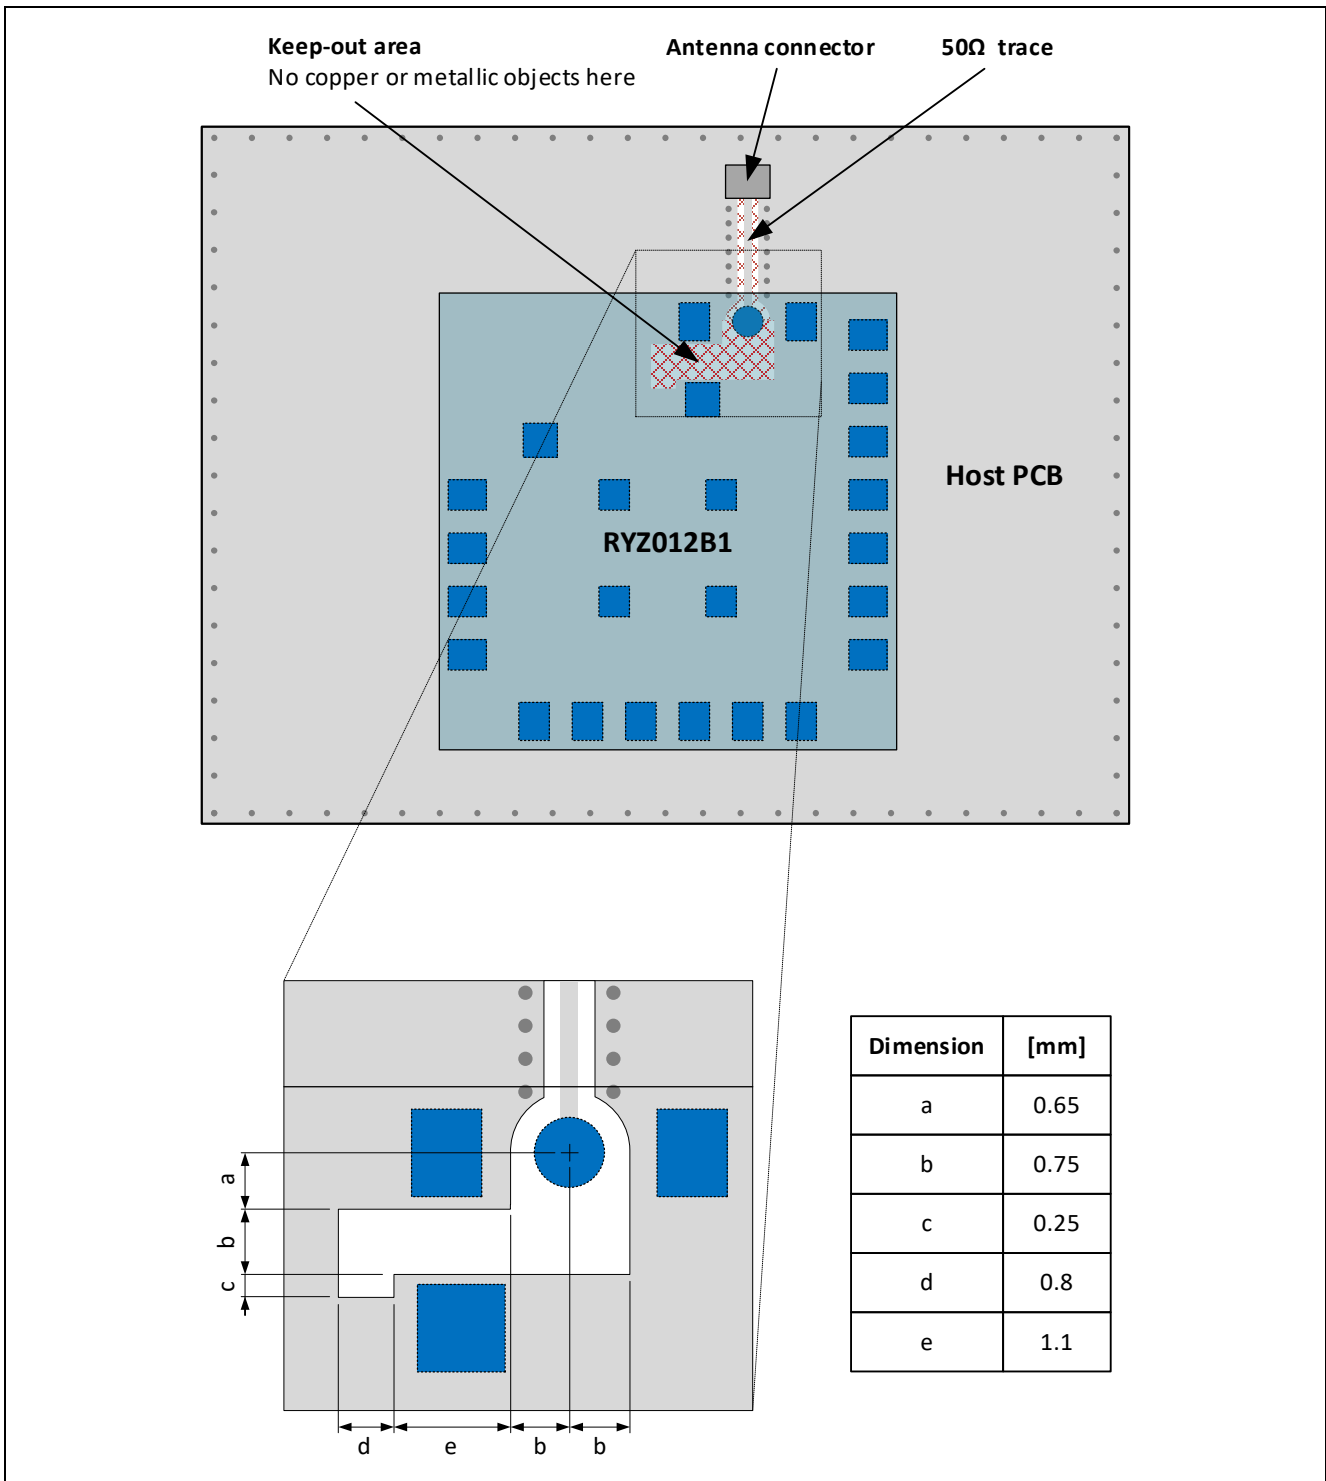 Keep-out area
No copper or metallic objects here
Antenna connector
50Ω trace
Host PCB
RYZ012B1
a
b
c
d
e
b
b
Dimension [mm]
a 0.65
b 0.75
c 0.25
d 0.8
e 1.1